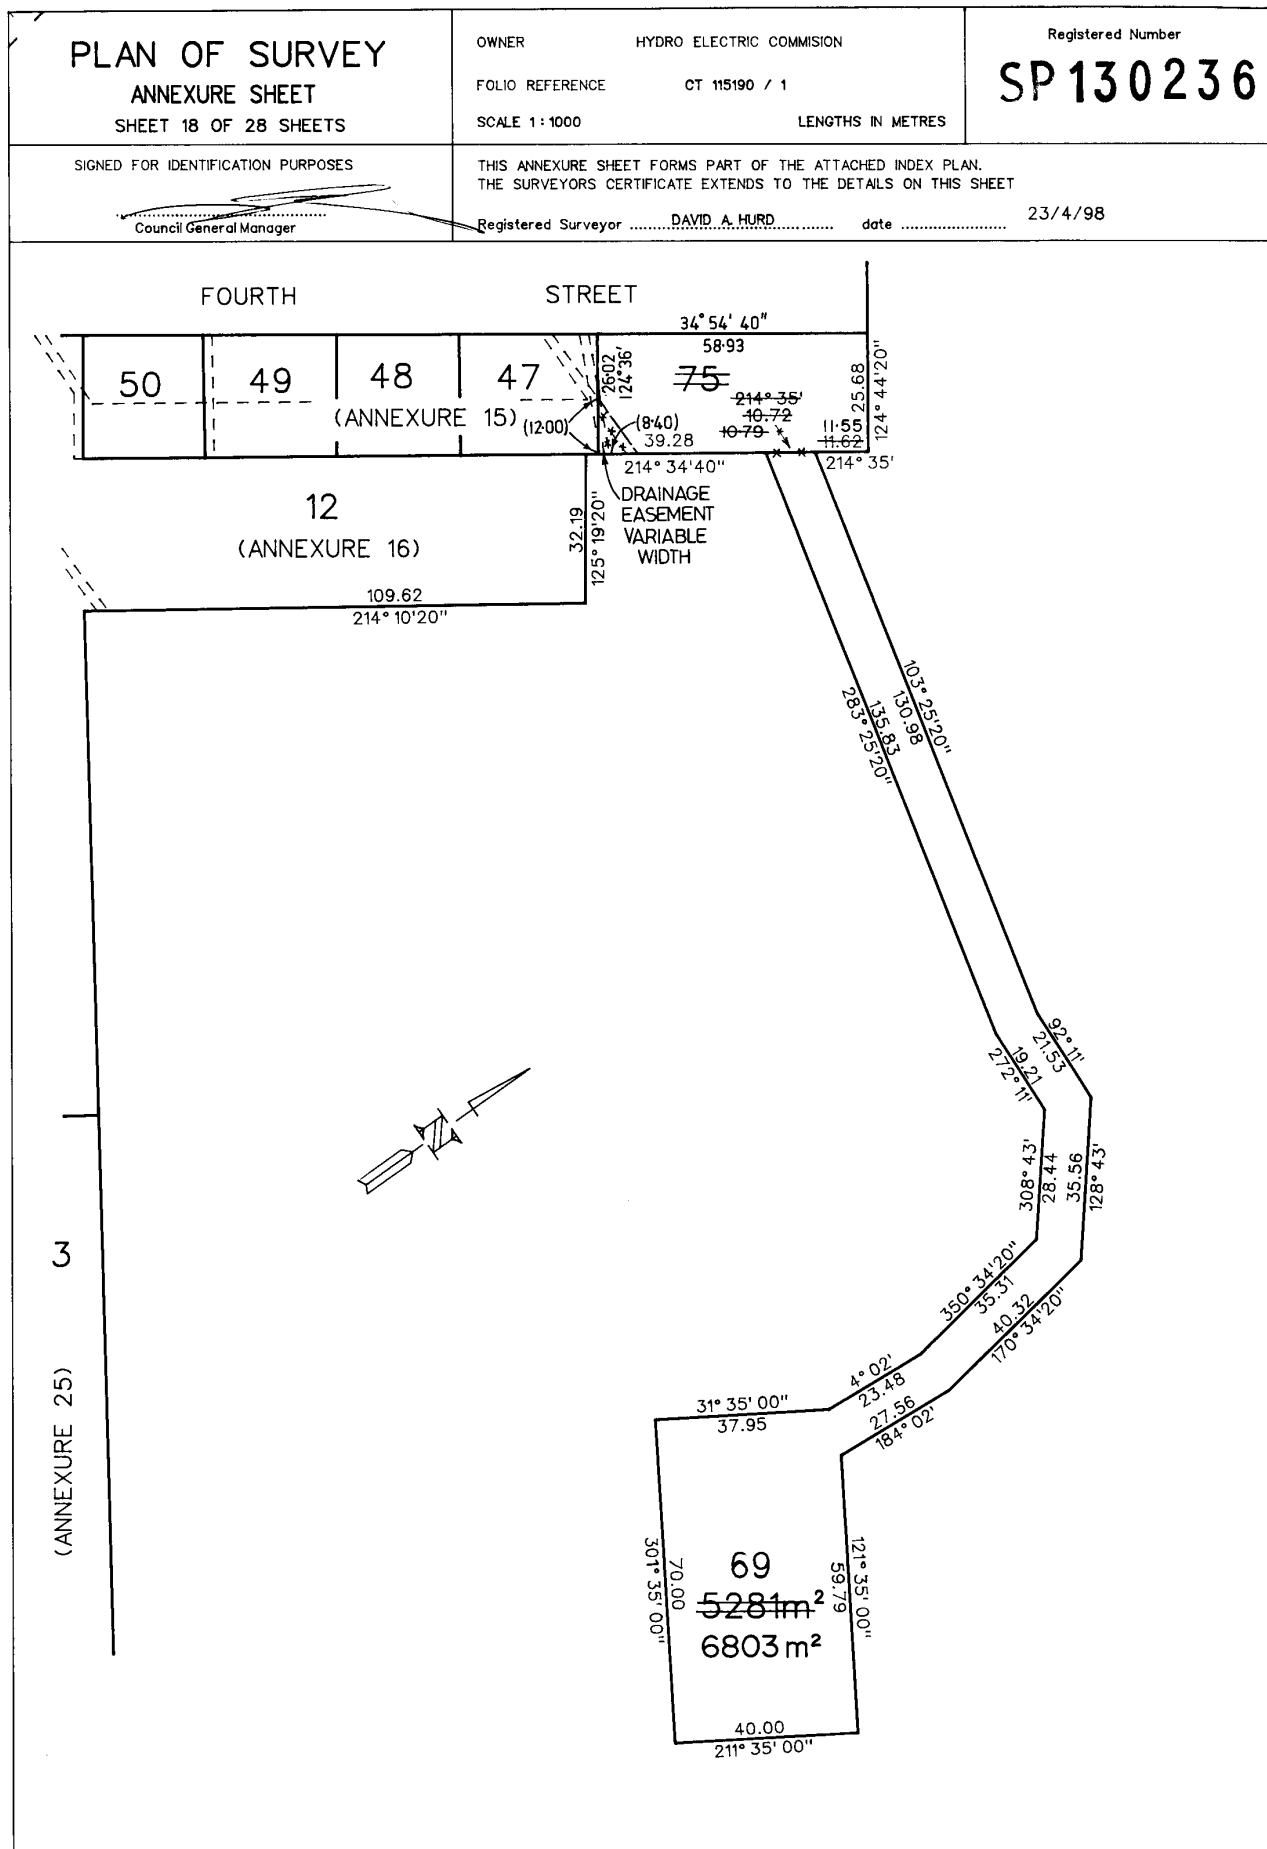 PLAN OF SURVEY
ANNEXURE SHEET
SHEET 18 OF 28 SHEETS
OWNER HYDRO ELECTRIC COMMISION
FOLIO REFERENCE CT 115190 / 1
SCALE 1 : 1000 LENGTHS IN METRES
Registered Number
SP130236
SIGNED FOR IDENTIFICATION PURPOSES
Council General Manager
THIS ANNEXURE SHEET FORMS PART OF THE ATTACHED INDEX PLAN.
THE SURVEYORS CERTIFICATE EXTENDS TO THE DETAILS ON THIS SHEET
Registered Surveyor DAVID A. HURD date 23/4/98
FOURTH STREET
34° 54' 40"
58·93
50
49
48
47
(ANNEXURE 15)
26·02
124° 36'
75
214° 35'
10.72
10.79
(12·00)
(8·40)
39.28
214° 34'40"
11·55
11.62
214° 35'
25.68
124° 44'20"
DRAINAGE
EASEMENT
VARIABLE
WIDTH
12
(ANNEXURE 16)
32.19
125° 19'20"
109.62
214° 10'20"
103° 25'20"
130.98
135.83
283° 25'20"
92° 11'
21.53
19.21
272° 11'
308° 43'
28.44
35.56
128° 43'
350° 34'20"
35.31
40.32
170° 34'20"
4° 02'
23.48
27.56
184° 02'
31° 35' 00"
37.95
3
(ANNEXURE 25)
301° 35' 00"
70.00
69
5281m²
6803m²
59.79
121° 35' 00"
40.00
211° 35' 00"